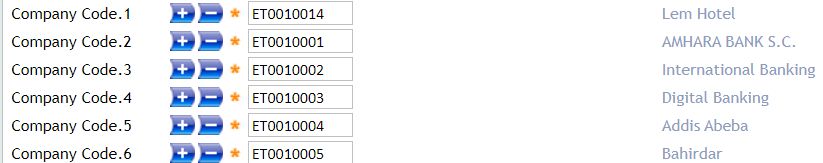 Company Code.1 ET0010014 Lem Hotel
Company Code.2 ET0010001 AMHARA BANK S.C.
Company Code.3 ET0010002 International Banking
Company Code.4 ET0010003 Digital Banking
Company Code.5 ET0010004 Addis Abeba
Company Code.6 ET0010005 Bahirdar